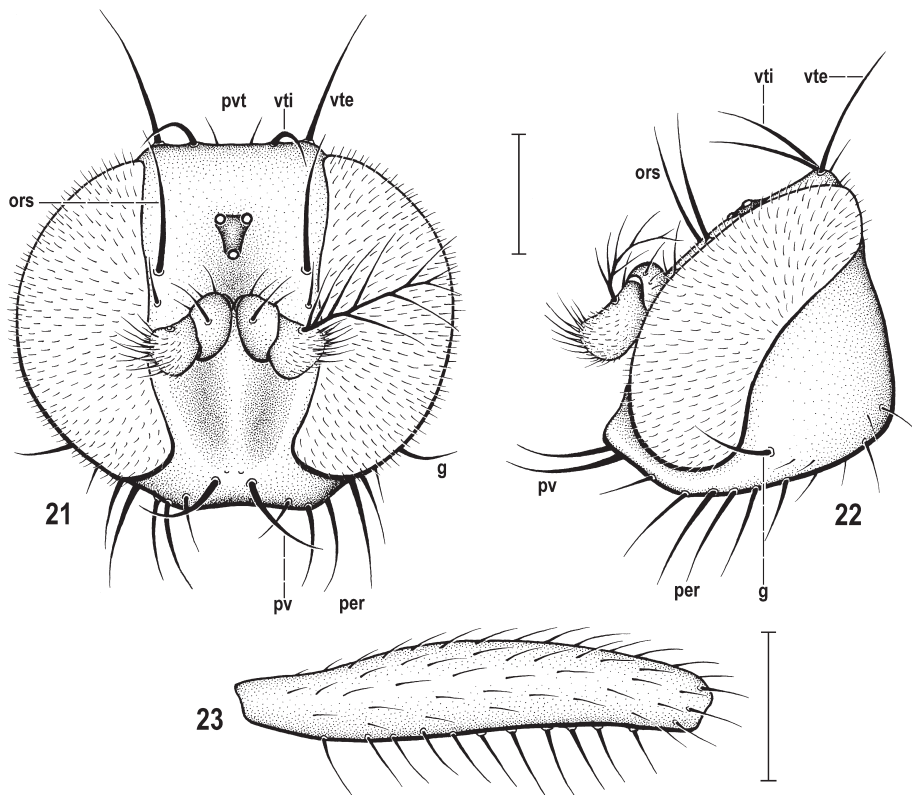 pvt vti vte
ors
g
21
pv per
vti vte
ors
pv
22
per g
23